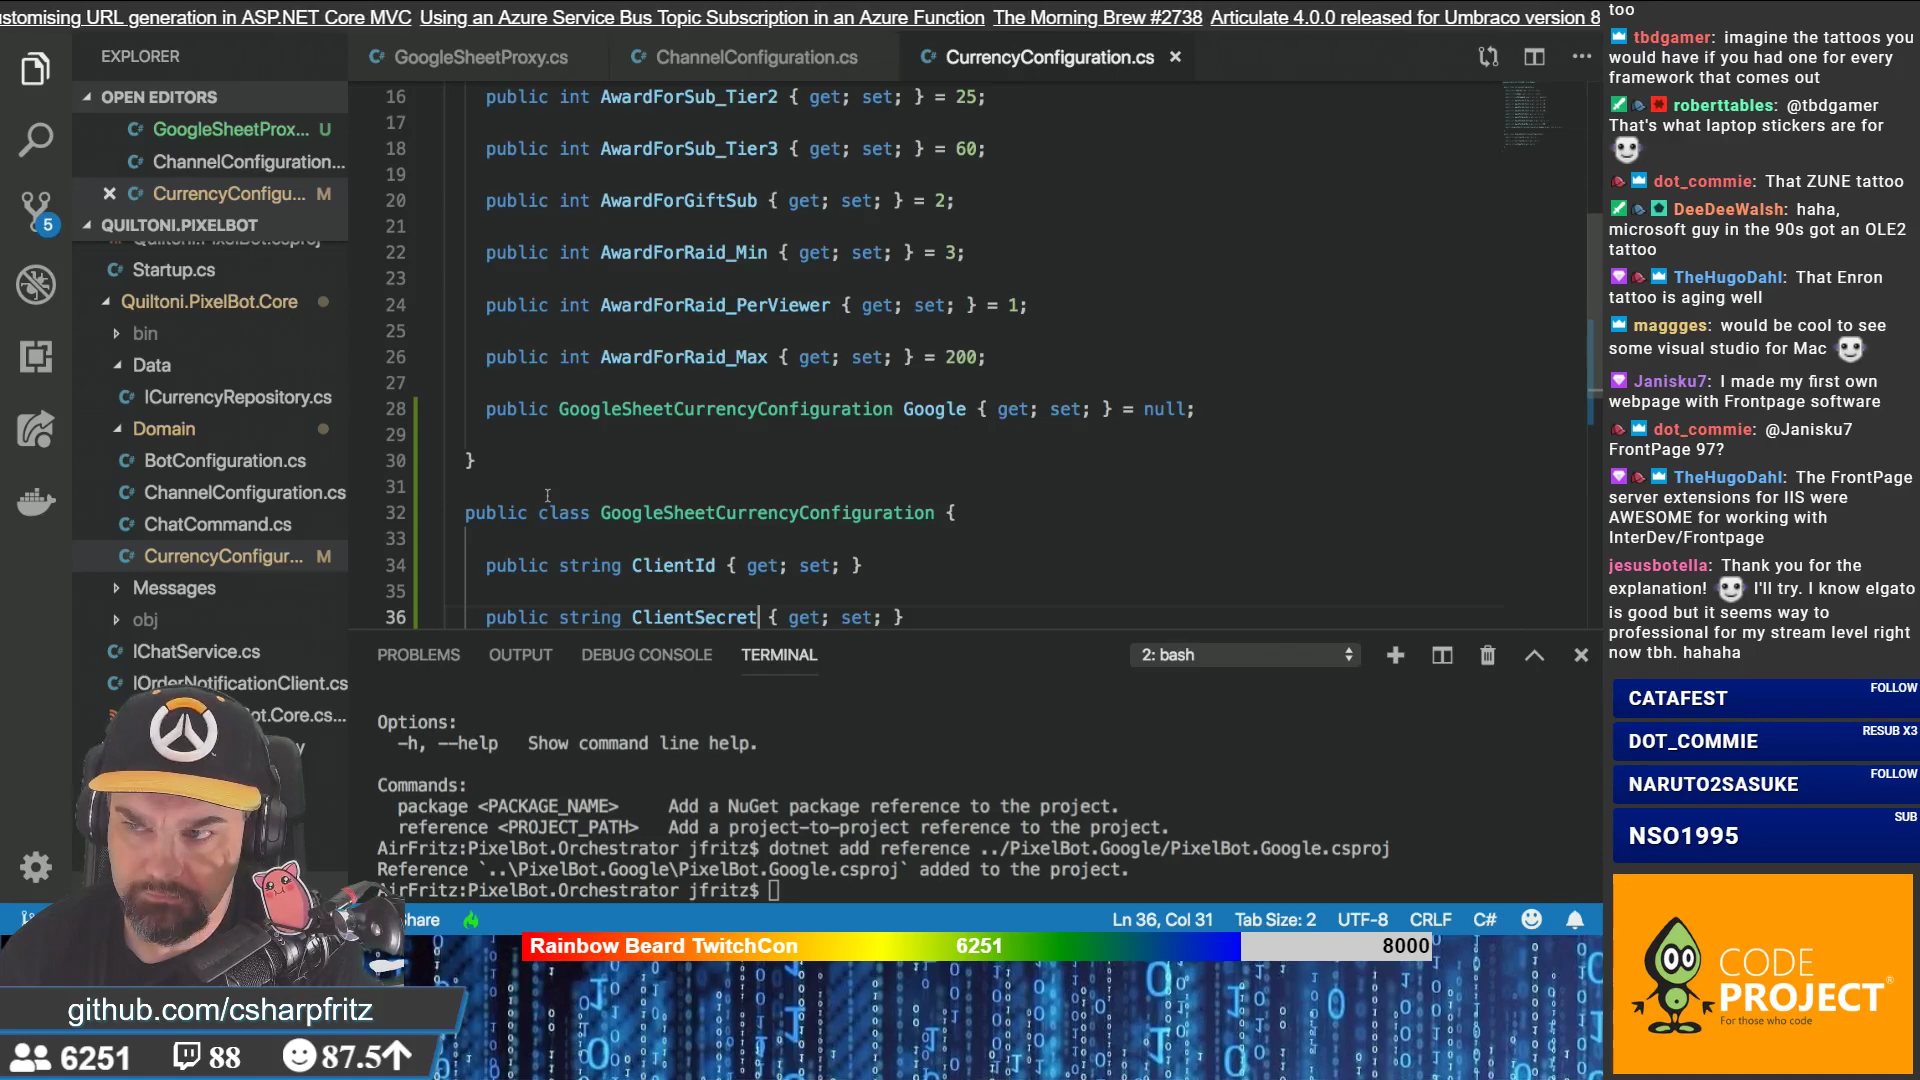 ustomising URL generation in ASP.NET Core MVC Using an Azure Service Bus Topic Subscription in an Azure Function The Morning Brew #2738 Articulate 4.0.0 released for Umbraco version 8
EXPLORER
OPEN EDITORS
GoogleSheetProx... U
ChannelConfiguration...
CurrencyConfigu... M
QUILTONI.PIXELBOT
Quiltoni.PixelBot.csproj
Startup.cs
Quiltoni.PixelBot.Core
bin
Data
ICurrencyRepository.cs
Domain
BotConfiguration.cs
ChannelConfiguration.cs
ChatCommand.cs
CurrencyConfigur... M
Messages
obj
IChatService.cs
IOrderNotificationClient.cs
ot.Core.cs...
5
GoogleSheetProxy.cs
ChannelConfiguration.cs
CurrencyConfiguration.cs
16 public int AwardForSub_Tier2 { get; set; } = 25;
17
18 public int AwardForSub_Tier3 { get; set; } = 60;
19
20 public int AwardForGiftSub { get; set; } = 2;
21
22 public int AwardForRaid_Min { get; set; } = 3;
23
24 public int AwardForRaid_PerViewer { get; set; } = 1;
25
26 public int AwardForRaid_Max { get; set; } = 200;
27
28 public GoogleSheetCurrencyConfiguration Google { get; set; } = null;
29
30 }
31
32 public class GoogleSheetCurrencyConfiguration {
33
34 public string ClientId { get; set; }
35
36 public string ClientSecret { get; set; }
PROBLEMS OUTPUT DEBUG CONSOLE TERMINAL 2: bash
Options:
-h, --help Show command line help.
Commands:
package <PACKAGE_NAME> Add a NuGet package reference to the project.
reference <PROJECT_PATH> Add a project-to-project reference to the project.
AirFritz:PixelBot.Orchestrator jfritz$ dotnet add reference ../PixelBot.Google/PixelBot.Google.csproj
Reference `..\PixelBot.Google\PixelBot.Google.csproj` added to the project.
AirFritz:PixelBot.Orchestrator jfritz$
hare Ln 36, Col 31 Tab Size: 2 UTF-8 CRLF C#
Rainbow Beard TwitchCon 6251 8000
github.com/csharpfritz
6251 88 87.5
too
tbdgamer: imagine the tattoos you
would have if you had one for every
framework that comes out
roberttables: @tbdgamer
That's what laptop stickers are for
dot_commie: That ZUNE tattoo
DeeDeeWalsh: haha,
microsoft guy in the 90s got an OLE2
tattoo
TheHugoDahl: That Enron
tattoo is aging well
maggges: would be cool to see
some visual studio for Mac
Janisku7: I made my first own
webpage with Frontpage software
dot_commie: @Janisku7
FrontPage 97?
TheHugoDahl: The FrontPage
server extensions for IIS were
AWESOME for working with
InterDev/Frontpage
jesusbotella: Thank you for the
explanation! I'll try. I know elgato
is good but it seems way to
professional for my stream level right
now tbh. hahaha
CATAFEST FOLLOW
DOT_COMMIE RESUB X3
NARUTO2SASUKE FOLLOW
NSO1995 SUB
CODE
PROJECT®
For those who code